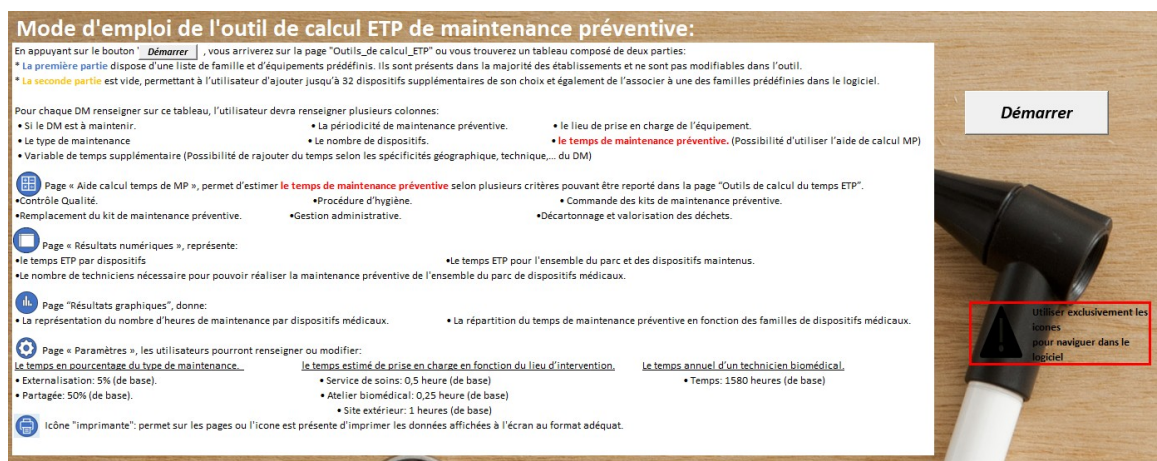 Mode d'emploi de l'outil de calcul ETP de maintenance préventive:
En appuyant sur le bouton ' Démarrer , vous arriverez sur la page "Outils_de calcul_ETP" ou vous trouverez un tableau composé de deux parties:
* La première partie dispose d'une liste de famille et d'équipements prédéfinis. Ils sont présents dans la majorité des établissements et ne sont pas modifiables dans l'outil.
* La seconde partie est vide, permettant à l'utilisateur d'ajouter jusqu'à 32 dispositifs supplémentaires de son choix et également de l'associer à une des familles prédéfinies dans le logiciel.
Pour chaque DM renseigner sur ce tableau, l'utilisateur devra renseigner plusieurs colonnes:
• Si le DM est à maintenir. • La périodicité de maintenance préventive. • le lieu de prise en charge de l'équipement.
• Le type de maintenance • Le nombre de dispositifs. • le temps de maintenance préventive. (Possibilité d'utiliser l'aide de calcul MP)
• Variable de temps supplémentaire (Possibilité de rajouter du temps selon les spécificités géographique, technique,... du DM)
Démarrer
Page « Aide calcul temps de MP », permet d'estimer le temps de maintenance préventive selon plusieurs critères pouvant être reporté dans la page "Outils de calcul du temps ETP".
•Contrôle Qualité. •Procédure d'hygiène. • Commande des kits de maintenance préventive.
•Remplacement du kit de maintenance préventive. •Gestion administrative. •Décartonnage et valorisation des déchets.
Page « Résultats numériques », représente:
•le temps ETP par dispositifs •Le temps ETP pour l'ensemble du parc et des dispositifs maintenus.
•Le nombre de techniciens nécessaire pour pouvoir réaliser la maintenance préventive de l'ensemble du parc de dispositifs médicaux.
Page "Résultats graphiques", donne:
• La représentation du nombre d'heures de maintenance par dispositifs médicaux. • La répartition du temps de maintenance préventive en fonction des familles de dispositifs médicaux.
Utiliser exclusivement les
icones
pour naviguer dans le
logiciel
Page « Paramètres », les utilisateurs pourront renseigner ou modifier:
Le temps en pourcentage du type de maintenance. le temps estimé de prise en charge en fonction du lieu d'intervention. Le temps annuel d'un technicien biomédical.
• Externalisation: 5% (de base). • Service de soins: 0,5 heure (de base) • Temps: 1580 heures (de base)
• Partagée: 50% (de base). • Atelier biomédical: 0,25 heure (de base)
• Site extérieur: 1 heures (de base)
Icône "imprimante": permet sur les pages ou l'icone est présente d'imprimer les données affichées à l'écran au format adéquat.